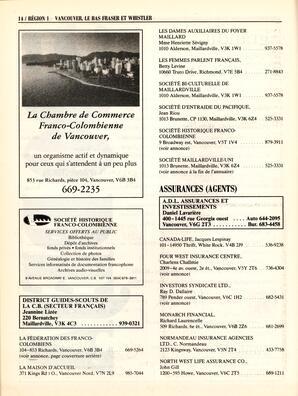 14 / RÉGION 1 - VANCOUVER, LE BAS FRASER ET WHISTLER
La Chambre de Commerce
Franco-Colombienne
de Vancouver,
un organisme actif et dynamique
pour ceux qui s'attendent à un peu plus
853 rue Richards, pièce 104, Vancouver, V6B 3B4
669-2235
SOCIÉTÉ HISTORIQUE
FRANCO-COLOMBIENNE
SERVICES OFFERTS AU PUBLIC
Bibliothèque
Dépôt d'archives
fonds privés • fonds institutionnels
Collection de photos
Généalogie et histoire des familles
Services informatisés de documentation francophone
Archives audio-visuelles
9 AVENUE BROADWAY E. VANCOUVER, C.B. V5T 1V4
DISTRICT GUIDES-SCOUTS DE
LA C.B. (SECTEUR FRANÇAIS)
Jeannine Lizée
220 Bernatchey
Maillardville, V3K 4C3 ........ 939-0321
LA FÉDÉRATION DES FRANCO-
COLOMBIENS
104-853 Richards, Vancouver, V6B 3B4 669-5264
(voir annonce, page couverture arrière)
LA MAISON D'ACCUEIL
371 Kings Rd O., Vancouver Nord, V7N 2L9 985-7044
LES DAMES AUXILIAIRES DU FOYER
MAILLARD
Mme Henriette Sévigny
1010 Alderson, Maillardville, V3K 1W1 937-5578
LES FEMMES PARLENT FRANÇAIS,
Betty Levine
10660 Truro Drive, Richmond, V7E 5B4 271-8843
SOCIÉTÉ BI-CULTURELLE DE
MAILLARDVILLE
1010 Alderson, Maillardville, V3K 1W1 937-5578
SOCIÉTÉ D'ENTRAIDE DU PACIFIQUE,
Jean Riou
1013 Brunette, CP 1130, Maillardville, V3K 6Z4 525-3331
SOCIÉTÉ HISTORIQUE FRANCO-
COLOMBIENNE
9 Broadway est, Vancouver, V5T 1V4 879-3911
(voir annonce)
SOCIÉTÉ MAILLARDVILLE-UNI
1013 Brunette, Maillardville, V3K 6Z4 525-3331
(voir annonce à la fin de l'annuaire)
ASSURANCES (AGENTS)
A.D.L. ASSURANCES ET
INVESTISSEMENTS
Daniel Lavarière
400-1445 rue Georgia ouest .... Auto 644-2095
Vancouver, V6G 2T3 ........ Bur. 683-4458
CANADA-LIFE, Jacques Lespinay
101-14980 Thrift, White Rock, V4B 2J9 536-9238
FOUR WEST INSURANCE CENTRE,
Charleux Chalaine
2009-4e av. ouest, 2e ét., Vancouver, V5Y 2T6 736-4304
(voir annonce)
INVESTORS SYNDICATE LTD.,
Ray D. Dallaire
789 Pender ouest, Vancouver, V6C 1H2 682-5431
(voir annonce)
MONARCH FINANCIAL,
Richard Laurencelle
509 Richards, 6e ét., Vancouver, V6B 2Z6 681-2699
NORMANDEAU INSURANCE AGENCIES
LTD., C. Normandeau
2123 Kingsway, Vancouver, V5N 2T4 433-7758
NORTH WEST LIFE ASSURANCE CO.,
John Gill
1200-595 Howe, Vancouver, V6C 2T5 689-1211